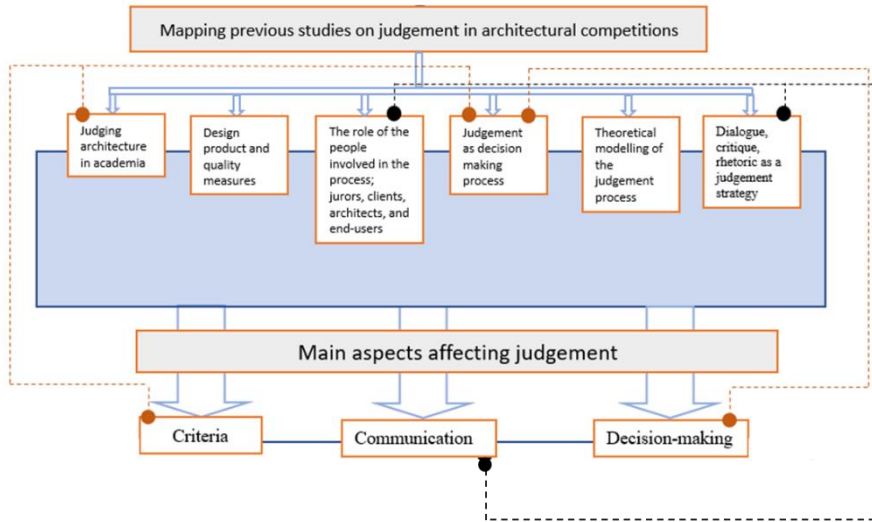 Mapping previous studies on judgement in architectural competitions
Judging
architecture
in academia
Design
product and
quality
measures
The role of the
people
involved in the
process;
jurors, clients,
architects, and
end-users
Judgement
as decision
making
process
Theoretical
modelling of
the
judgement
process
Dialogue,
critique,
rhetoric as a
judgement
strategy
Main aspects affecting judgement
Criteria
Communication
Decision-making